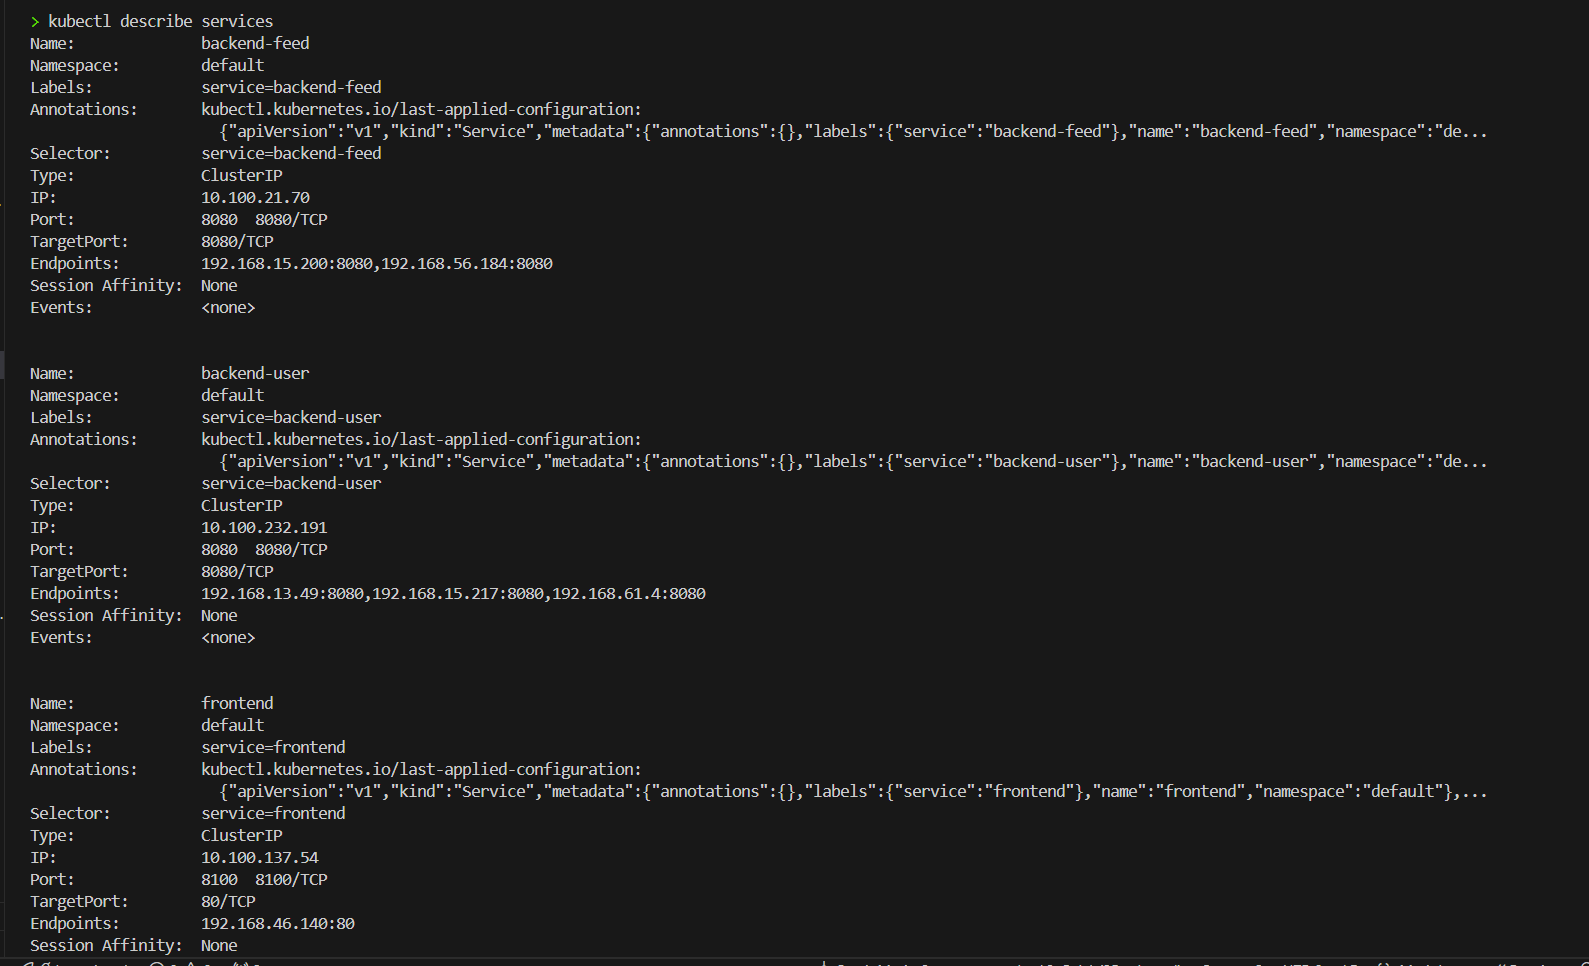 > kubectl describe services
Name:              backend-feed
Namespace:         default
Labels:            service=backend-feed
Annotations:       kubectl.kubernetes.io/last-applied-configuration:
                     {"apiVersion":"v1","kind":"Service","metadata":{"annotations":{},"labels":{"service":"backend-feed"},"name":"backend-feed","namespace":"de...
Selector:          service=backend-feed
Type:              ClusterIP
IP:                10.100.21.70
Port:              8080  8080/TCP
TargetPort:        8080/TCP
Endpoints:         192.168.15.200:8080,192.168.56.184:8080
Session Affinity:  None
Events:            <none>
Name:              backend-user
Namespace:         default
Labels:            service=backend-user
Annotations:       kubectl.kubernetes.io/last-applied-configuration:
                     {"apiVersion":"v1","kind":"Service","metadata":{"annotations":{},"labels":{"service":"backend-user"},"name":"backend-user","namespace":"de...
Selector:          service=backend-user
Type:              ClusterIP
IP:                10.100.232.191
Port:              8080  8080/TCP
TargetPort:        8080/TCP
Endpoints:         192.168.13.49:8080,192.168.15.217:8080,192.168.61.4:8080
Session Affinity:  None
Events:            <none>
Name:              frontend
Namespace:         default
Labels:            service=frontend
Annotations:       kubectl.kubernetes.io/last-applied-configuration:
                     {"apiVersion":"v1","kind":"Service","metadata":{"annotations":{},"labels":{"service":"frontend"},"name":"frontend","namespace":"default"},...
Selector:          service=frontend
Type:              ClusterIP
IP:                10.100.137.54
Port:              8100  8100/TCP
TargetPort:        80/TCP
Endpoints:         192.168.46.140:80
Session Affinity:  None